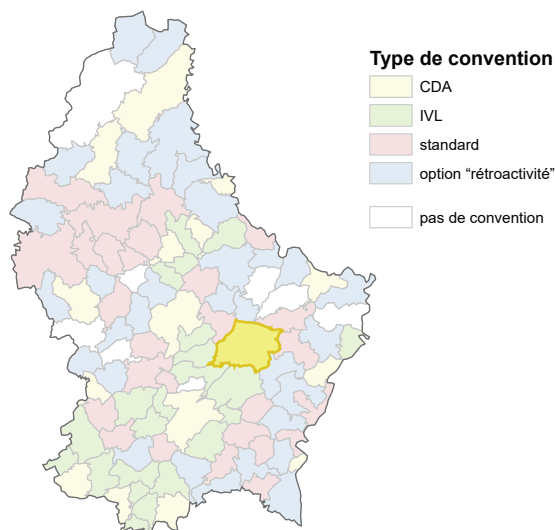 Type de convention
CDA
IVL
standard
option “rétroactivité”
pas de convention